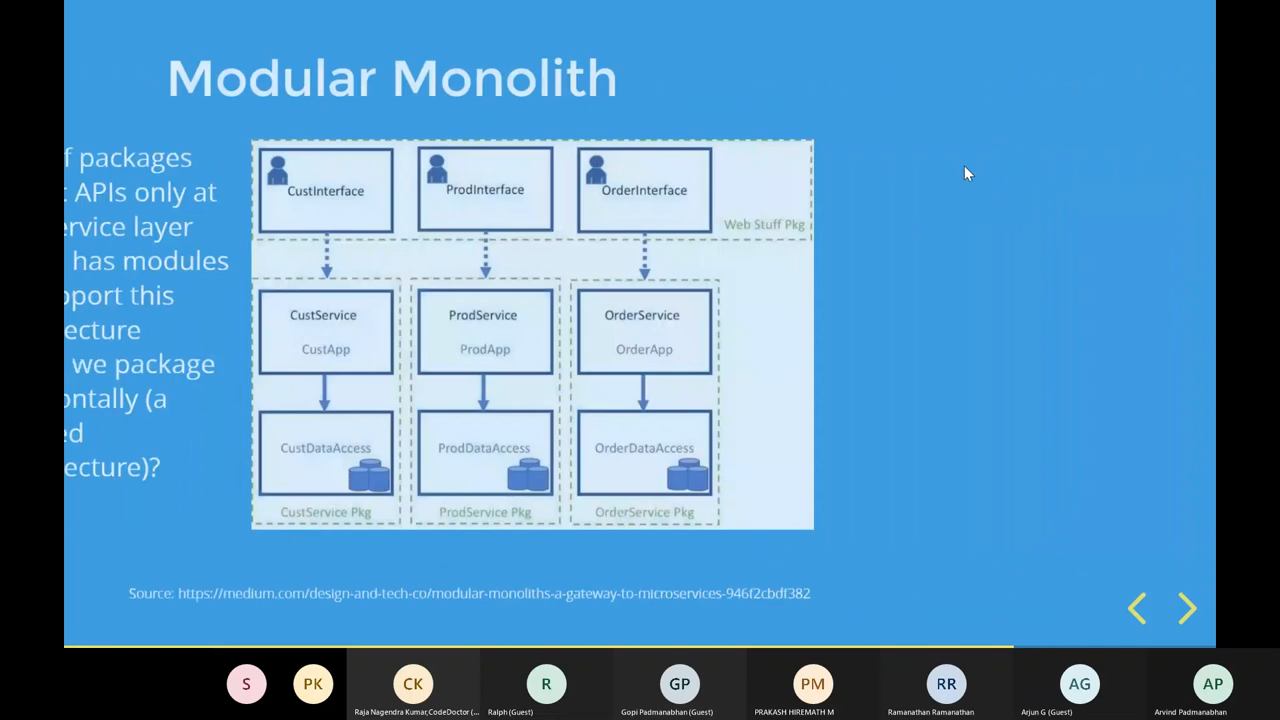 Modular Monolith
f packages
: APIs only at
ervice layer
has modules
pport this
ecture
we package
ontally (a
ed
ecture)?
CustInterface
ProdInterface
OrderInterface
Web Stuff Pkg
CustService
CustApp
ProdService
ProdApp
OrderService
OrderApp
CustDataAccess
ProdDataAccess
OrderDataAccess
CustService Pkg
ProdService Pkg
OrderService Pkg
Source: https://medium.com/design-and-tech-co/modular-monoliths-a-gateway-to-microservices-946f2cbdf382
S
PK
CK
R
GP
PM
RR
AG
AP
Raja Nagendra Kumar,CodeDoctor (...
Ralph (Guest)
Gopi Padmanabhan (Guest)
PRAKASH HIREMATH M
Ramanathan Ramanathan
Arjun G (Guest)
Arvind Padmanabhan